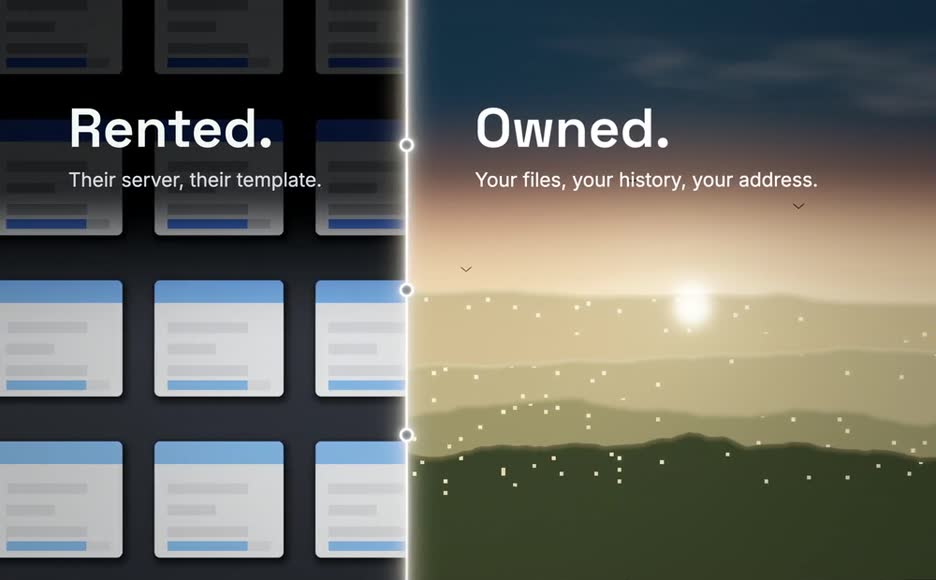 Rented.
Their server, their template.
Owned.
Your files, your history, your address.